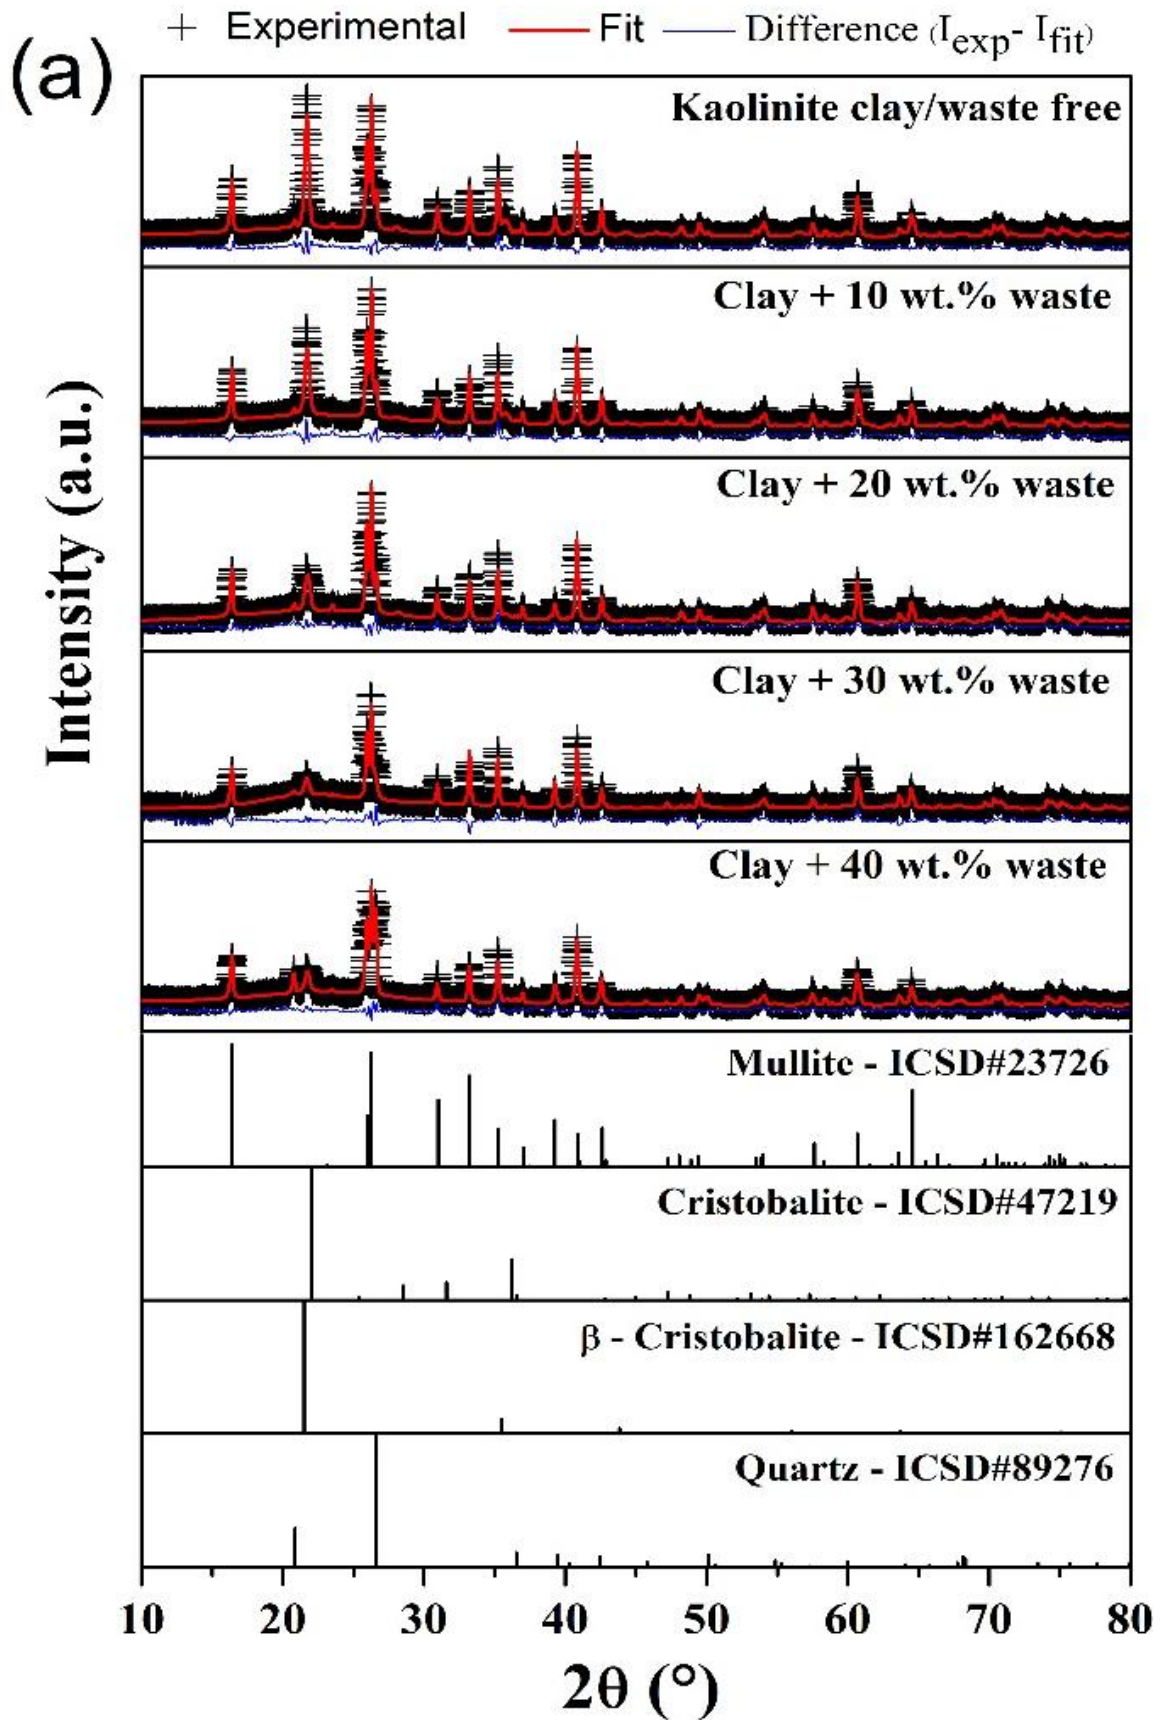 Experimental Fit Difference (I_exp- I_fit)
(a)
Kaolinite clay/waste free
Clay + 10 wt.% waste
Clay + 20 wt.% waste
Clay + 30 wt.% waste
Clay + 40 wt.% waste
Mullite - ICSD#23726
Cristobalite - ICSD#47219
β - Cristobalite - ICSD#162668
Quartz - ICSD#89276
Intensity (a.u.)
10 20 30 40 50 60 70 80
2θ (°)